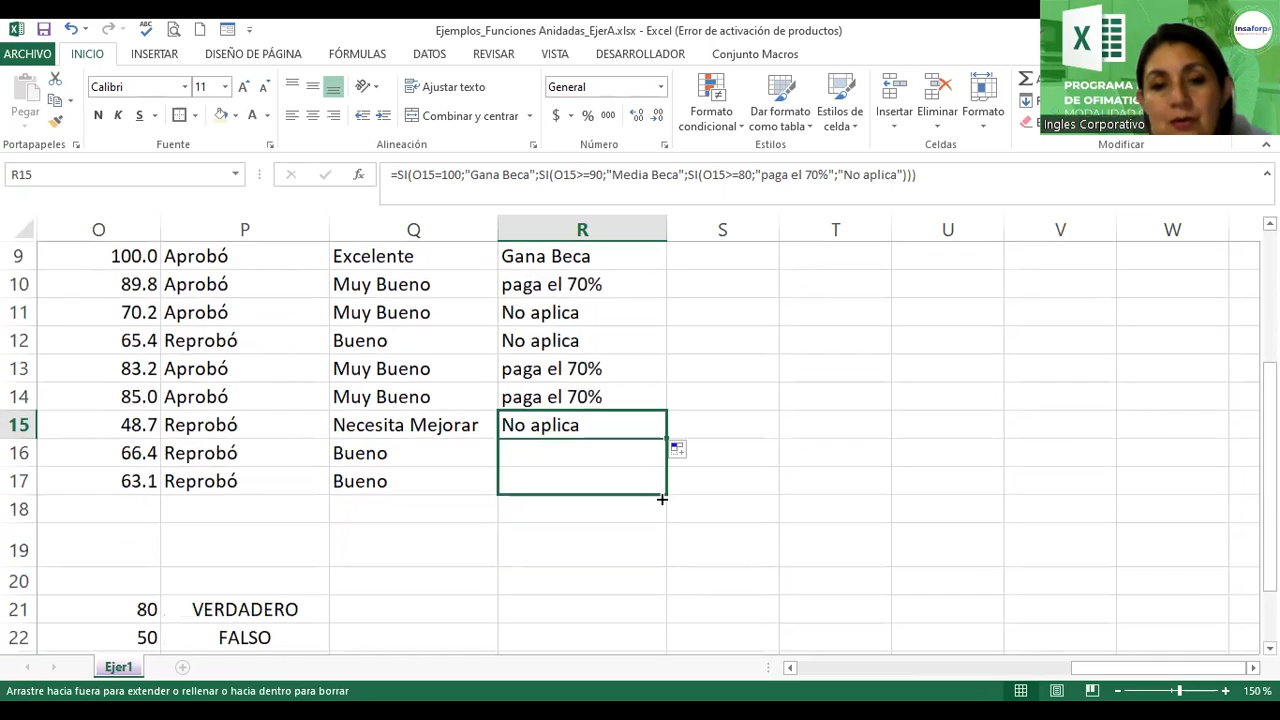 Ejemplos_Funciones Anidadas_EjerA.xlsx - Excel (Error de activación de productos)
ARCHIVO INICIO INSERTAR DISEÑO DE PÁGINA FÓRMULAS DATOS REVISAR VISTA DESARROLLADOR Conjunto Macros
Pegar
Calibri 11
N K S
Ajustar texto
Combinar y centrar
General
$ % 000
Formato condicional
Dar formato como tabla
Estilos de celda
Insertar Eliminar Formato
Portapapeles Fuente Alineación Número Estilos Celdas Modificar
PROGRAMA
DE OFIMATIC
Ingles Corporativo
insaforp
R15
=SI(O15=100;"Gana Beca";SI(O15>=90;"Media Beca";SI(O15>=80;"paga el 70%";"No aplica")))
O P Q R S T U V W
9 100.0 Aprobó Excelente Gana Beca
10 89.8 Aprobó Muy Bueno paga el 70%
11 70.2 Aprobó Muy Bueno No aplica
12 65.4 Reprobó Bueno No aplica
13 83.2 Aprobó Muy Bueno paga el 70%
14 85.0 Aprobó Muy Bueno paga el 70%
15 48.7 Reprobó Necesita Mejorar No aplica
16 66.4 Reprobó Bueno
17 63.1 Reprobó Bueno
18
19
20
21 80 VERDADERO
22 50 FALSO
Ejer1
Arrastre hacia fuera para extender o rellenar o hacia dentro para borrar
150 %